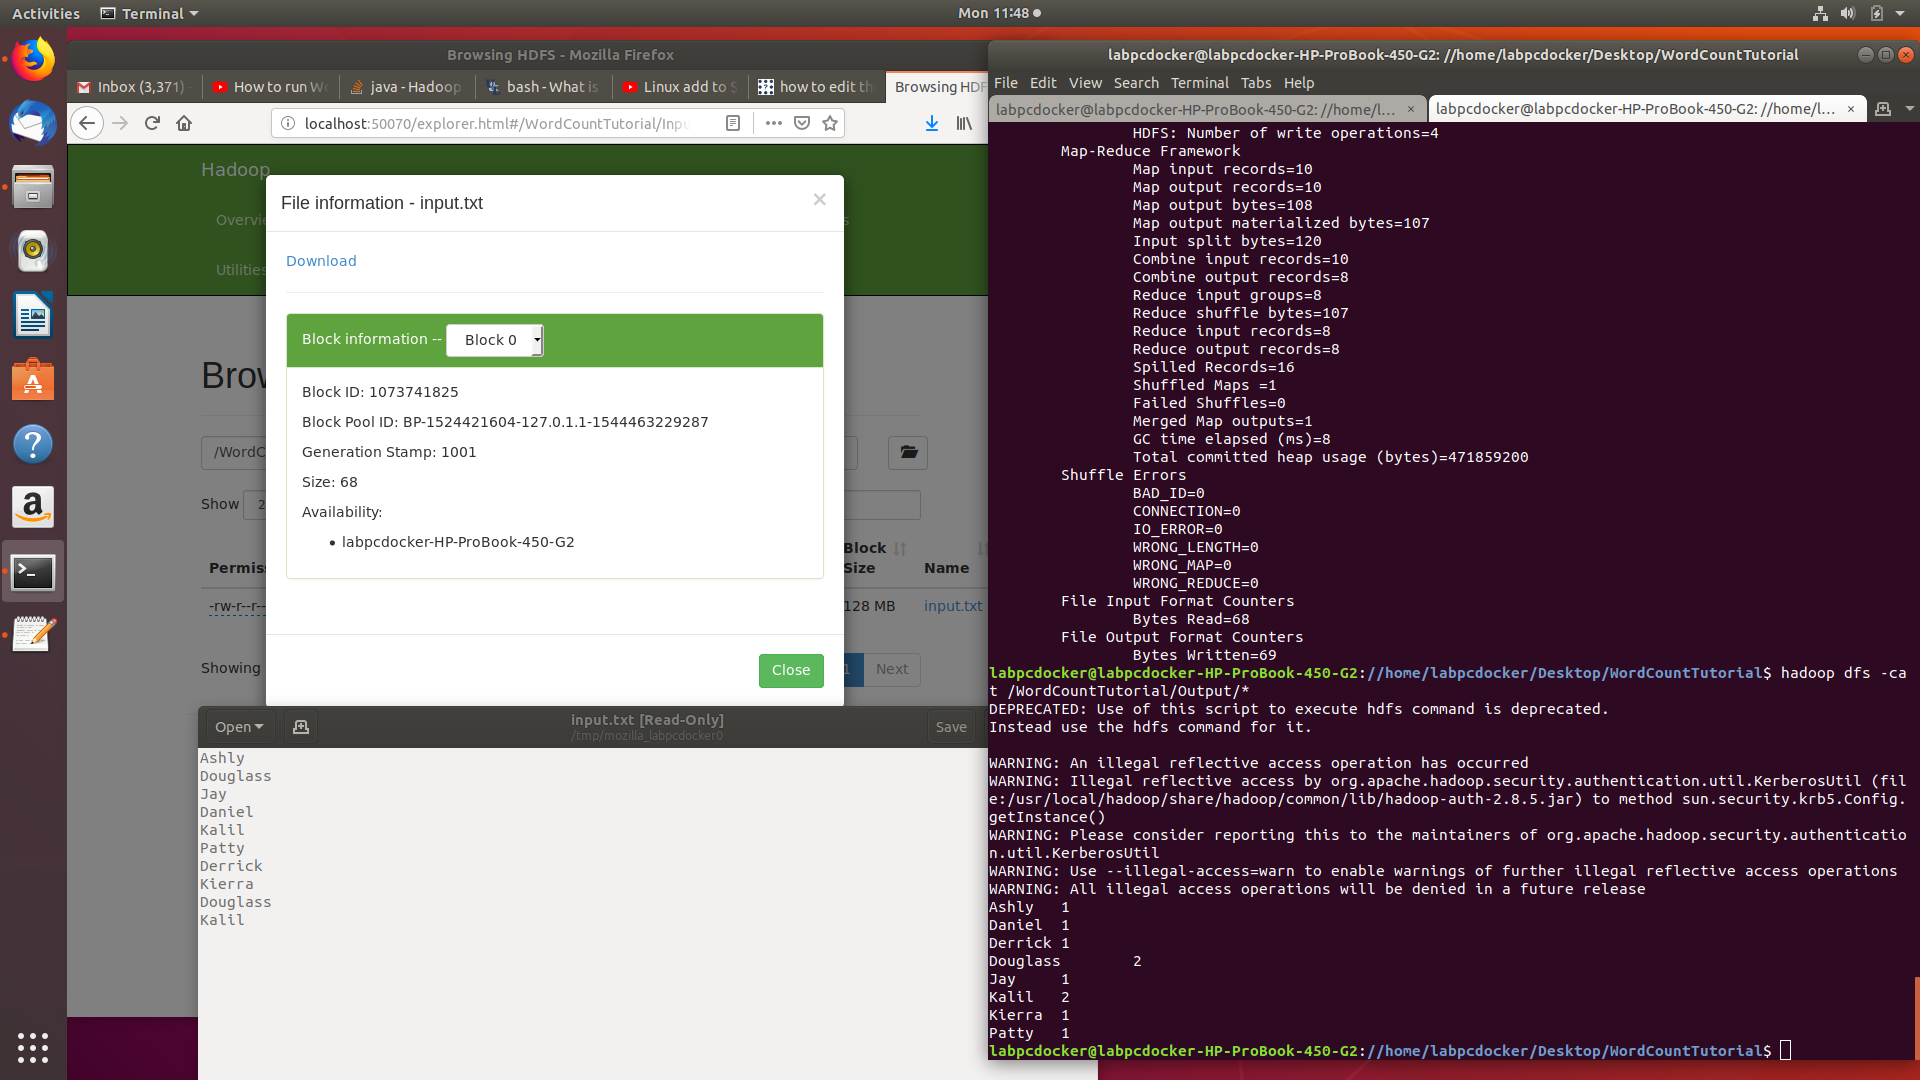 Activities
Terminal
Mon 11:48
Browsing HDFS - Mozilla Firefox
Inbox (3,371)
How to run W
java - Hadoop
bash - What is
Linux add to
how to edit th
Browsing HDF
localhost:50070/explorer.html#/WordCountTutorial/Inpu
Hadoop
Overvie
Utilities
File information - input.txt
×
Download
Block information -- Block 0
Block ID: 1073741825
Block Pool ID: BP-1524421604-127.0.1.1-1544463229287
Generation Stamp: 1001
Size: 68
Availability:
labpcdocker-HP-ProBook-450-G2
Close
Brow
/WordC
Show 2
Permis
Block
Size
Name
-rw-r--r--
128 MB
input.txt
Showing
1
Next
Open
input.txt [Read-Only]
/tmp/mozilla_labpcdocker0
Save
Ashly
Douglass
Jay
Daniel
Kalil
Patty
Derrick
Kierra
Douglass
Kalil
labpcdocker@labpcdocker-HP-ProBook-450-G2: //home/labpcdocker/Desktop/WordCountTutorial
File Edit View Search Terminal Tabs Help
labpcdocker@labpcdocker-HP-ProBook-450-G2: //home/l... ×
labpcdocker@labpcdocker-HP-ProBook-450-G2: //home/l... ×
HDFS: Number of write operations=4
Map-Reduce Framework
Map input records=10
Map output records=10
Map output bytes=108
Map output materialized bytes=107
Input split bytes=120
Combine input records=10
Combine output records=8
Reduce input groups=8
Reduce shuffle bytes=107
Reduce input records=8
Reduce output records=8
Spilled Records=16
Shuffled Maps =1
Failed Shuffles=0
Merged Map outputs=1
GC time elapsed (ms)=8
Total committed heap usage (bytes)=471859200
Shuffle Errors
BAD_ID=0
CONNECTION=0
IO_ERROR=0
WRONG_LENGTH=0
WRONG_MAP=0
WRONG_REDUCE=0
File Input Format Counters
Bytes Read=68
File Output Format Counters
Bytes Written=69
labpcdocker@labpcdocker-HP-ProBook-450-G2://home/labpcdocker/Desktop/WordCountTutorial$ hadoop dfs -ca
t /WordCountTutorial/Output/*
DEPRECATED: Use of this script to execute hdfs command is deprecated.
Instead use the hdfs command for it.
WARNING: An illegal reflective access operation has occurred
WARNING: Illegal reflective access by org.apache.hadoop.security.authentication.util.KerberosUtil (fil
e:/usr/local/hadoop/share/hadoop/common/lib/hadoop-auth-2.8.5.jar) to method sun.security.krb5.Config.
getInstance()
WARNING: Please consider reporting this to the maintainers of org.apache.hadoop.security.authenticatio
n.util.KerberosUtil
WARNING: Use --illegal-access=warn to enable warnings of further illegal reflective access operations
WARNING: All illegal access operations will be denied in a future release
Ashly 1
Daniel 1
Derrick 1
Douglass 2
Jay 1
Kalil 2
Kierra 1
Patty 1
labpcdocker@labpcdocker-HP-ProBook-450-G2://home/labpcdocker/Desktop/WordCountTutorial$